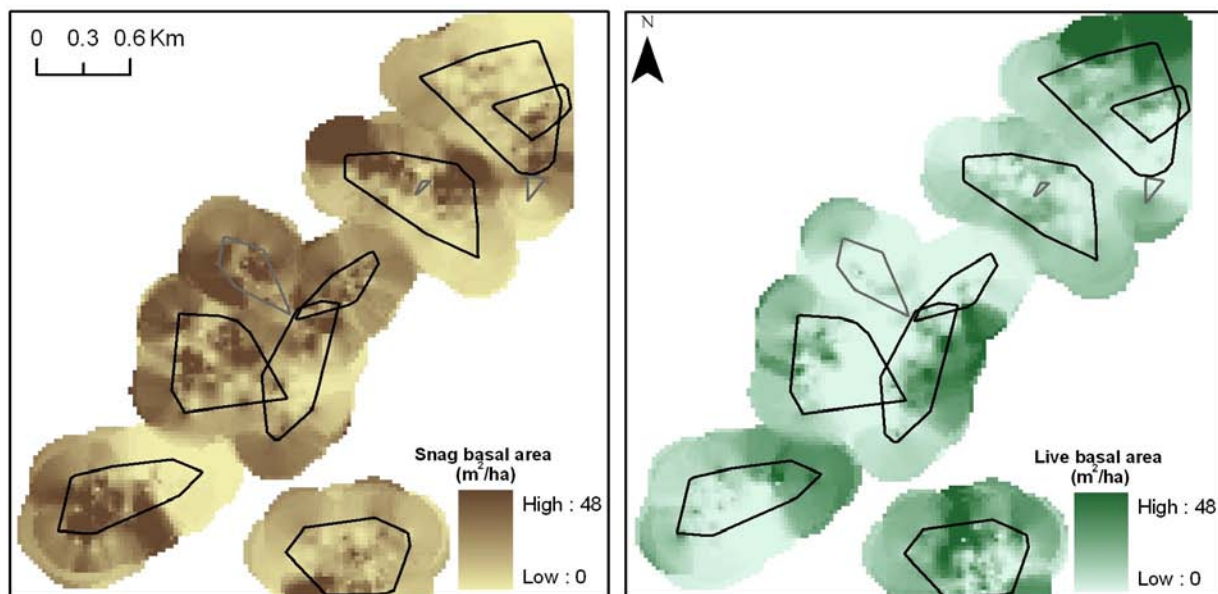 0 0.3 0.6 Km
Snag basal area
(m²/ha)
High : 48
Low : 0
N
Live basal area
(m²/ha)
High : 48
Low : 0